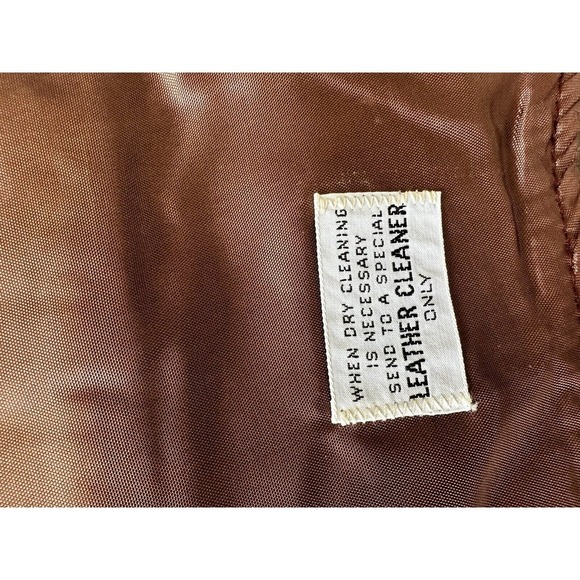 WHEN DRY CLEANING
IS NECESSARY
SEND TO A SPECIAL
LEATHER CLEANER
ONLY